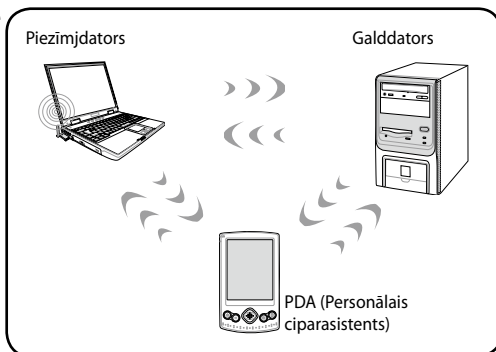 Piezīmjdators
Galddators
PDA (Personālais
ciparasistents)